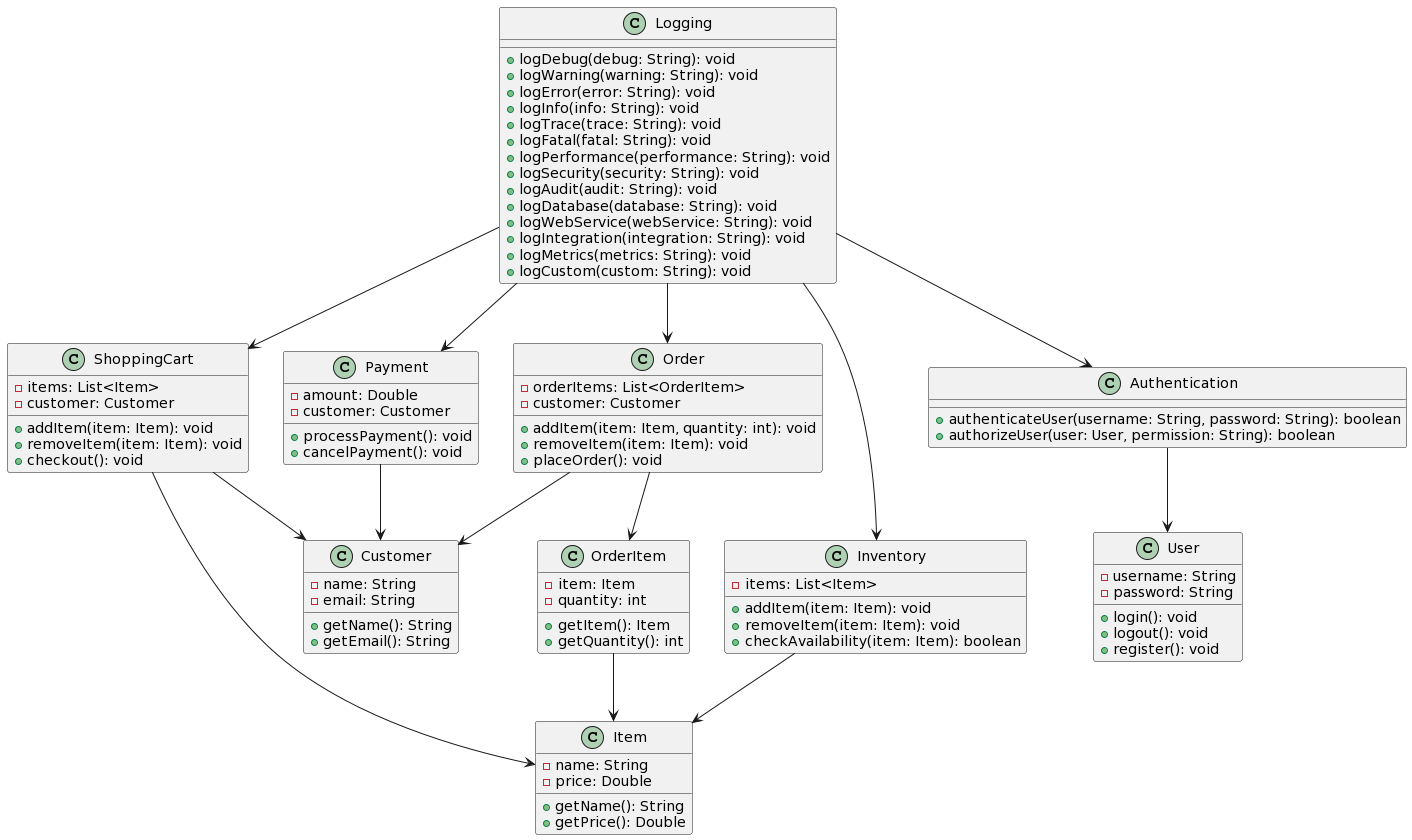 C Logging
logDebug(debug: String): void
logWarning(warning: String): void
logError(error: String): void
logInfo(info: String): void
logTrace(trace: String): void
logFatal(fatal: String): void
logPerformance(performance: String): void
logSecurity(security: String): void
logAudit(audit: String): void
logDatabase(database: String): void
logWebService(webService: String): void
logIntegration(integration: String): void
logMetrics(metrics: String): void
logCustom(custom: String): void
C ShoppingCart
items: List<Item>
customer: Customer
addItem(item: Item): void
removeItem(item: Item): void
checkout(): void
C Payment
amount: Double
customer: Customer
processPayment(): void
cancelPayment(): void
C Order
orderItems: List<OrderItem>
customer: Customer
addItem(item: Item, quantity: int): void
removeItem(item: Item): void
placeOrder(): void
C Authentication
authenticateUser(username: String, password: String): boolean
authorizeUser(user: User, permission: String): boolean
C Customer
name: String
email: String
getName(): String
getEmail(): String
C OrderItem
item: Item
quantity: int
getItem(): Item
getQuantity(): int
C Inventory
items: List<Item>
addItem(item: Item): void
removeItem(item: Item): void
checkAvailability(item: Item): boolean
C User
username: String
password: String
login(): void
logout(): void
register(): void
C Item
name: String
price: Double
getName(): String
getPrice(): Double